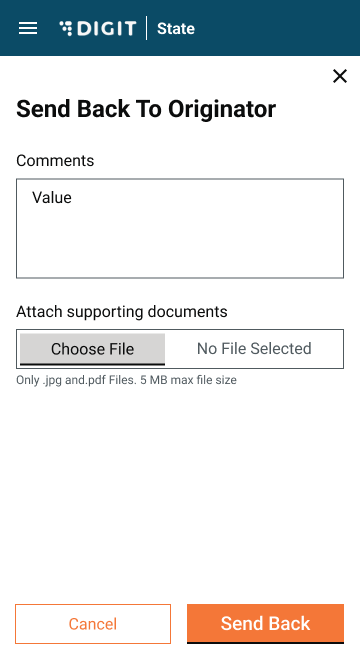 DIGIT State
Send Back To Originator
Comments
Value
Attach supporting documents
Choose File No File Selected
Only .jpg and.pdf Files. 5 MB max file size
Cancel Send Back